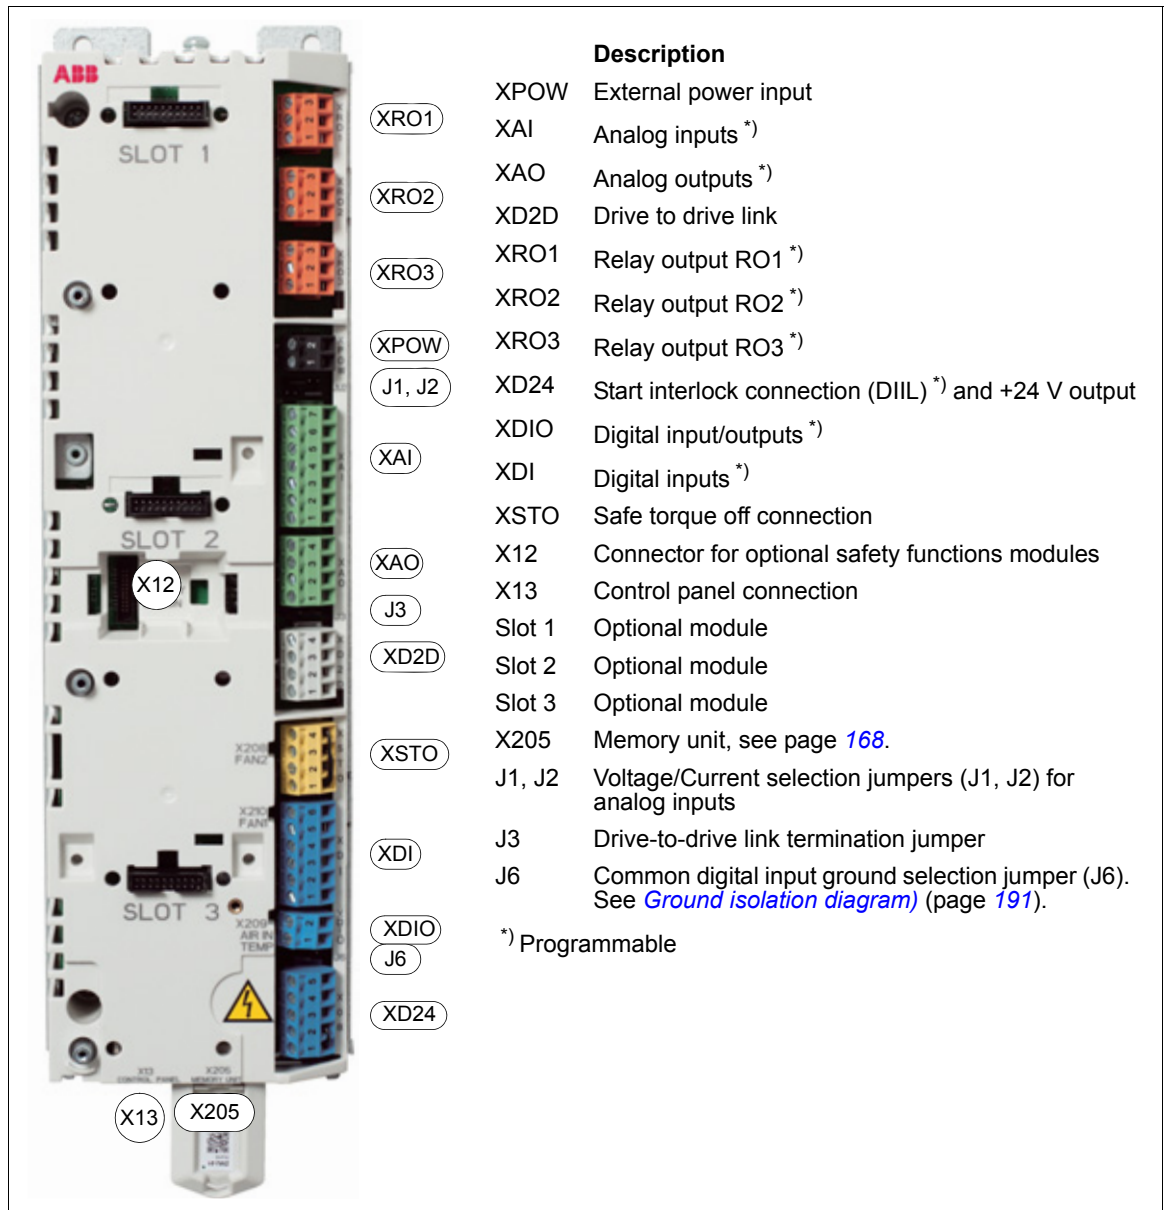 ABB
SLOT 1
SLOT 2
X208
FAN2
X210
FAN1
SLOT 3
X209
AIR IN
TEMP
X13
CONTROL PANEL
X205
MEMORY UNIT
XRO1
XRO2
XRO3
XPOW
J1, J2
XAI
XAO
X12
J3
XD2D
XSTO
XDI
XDIO
J6
XD24
X13
X205
Description
XPOW External power input
XAI Analog inputs *)
XAO Analog outputs *)
XD2D Drive to drive link
XRO1 Relay output RO1 *)
XRO2 Relay output RO2 *)
XRO3 Relay output RO3 *)
XD24 Start interlock connection (DIIL) *) and +24 V output
XDIO Digital input/outputs *)
XDI Digital inputs *)
XSTO Safe torque off connection
X12 Connector for optional safety functions modules
X13 Control panel connection
Slot 1 Optional module
Slot 2 Optional module
Slot 3 Optional module
X205 Memory unit, see page 168.
J1, J2 Voltage/Current selection jumpers (J1, J2) for
analog inputs
J3 Drive-to-drive link termination jumper
J6 Common digital input ground selection jumper (J6).
See Ground isolation diagram) (page 191).
*) Programmable